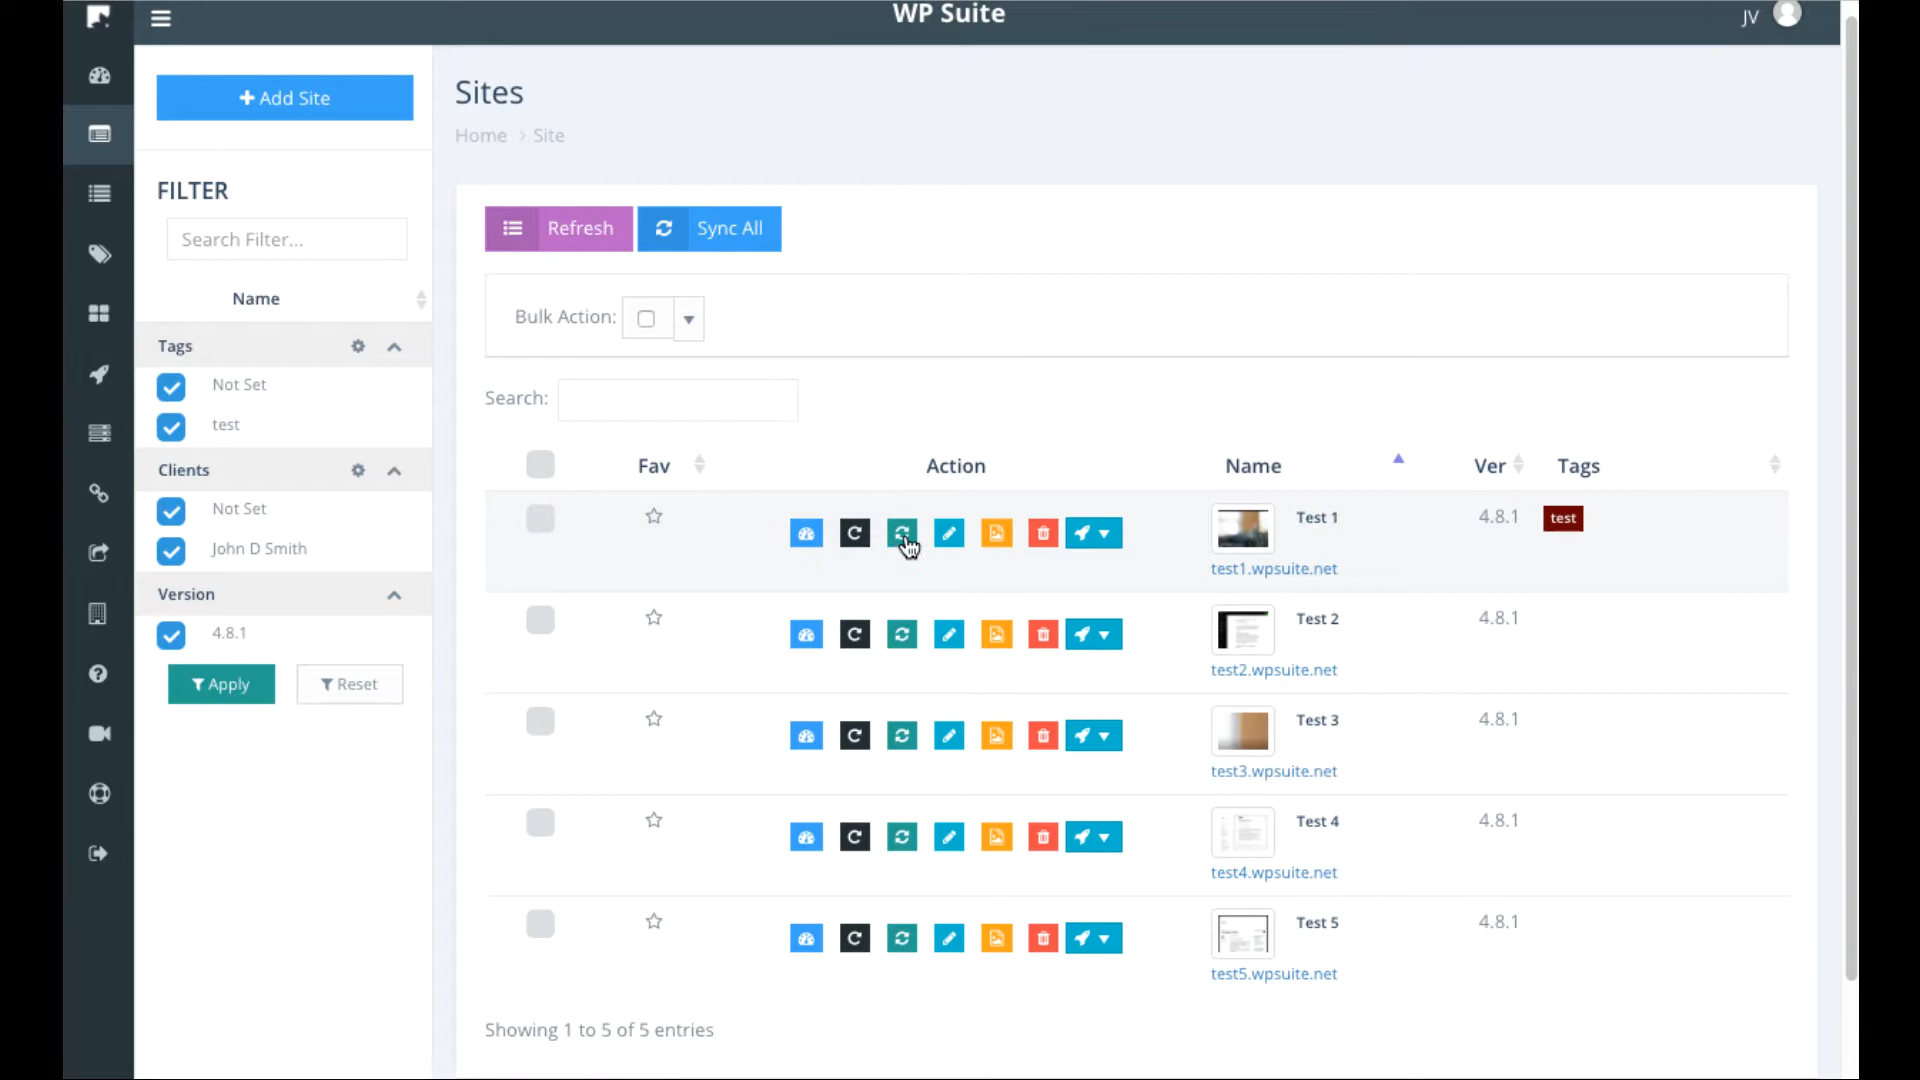 WP Suite
JV
Add Site
Sites
Home > Site
FILTER
Search Filter...
Name
Tags
Not Set
test
Clients
Not Set
John D Smith
Version
4.8.1
Apply
Reset
Refresh
Sync All
Bulk Action:
Search:
Fav Action Name Ver Tags
Test 1 4.8.1 test
test1.wpsuite.net
Test 2 4.8.1
test2.wpsuite.net
Test 3 4.8.1
test3.wpsuite.net
Test 4 4.8.1
test4.wpsuite.net
Test 5 4.8.1
test5.wpsuite.net
Showing 1 to 5 of 5 entries